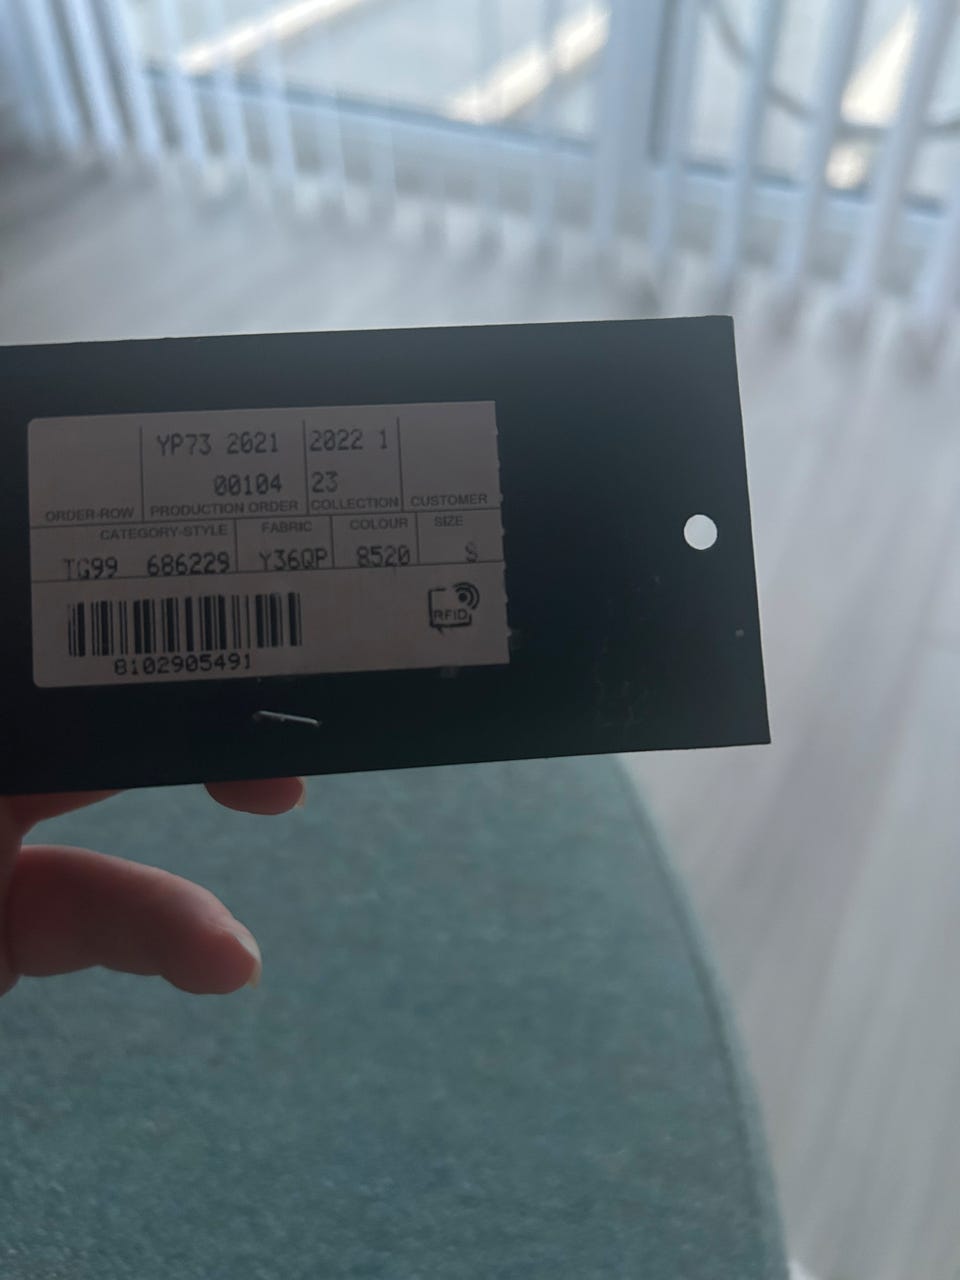 YP73 2021 2022 1
00104 23
ORDER-ROW PRODUCTION ORDER COLLECTION CUSTOMER
CATEGORY-STYLE FABRIC COLOUR SIZE
TG99 686229 Y36QP 8520 S
RFID
8102905491